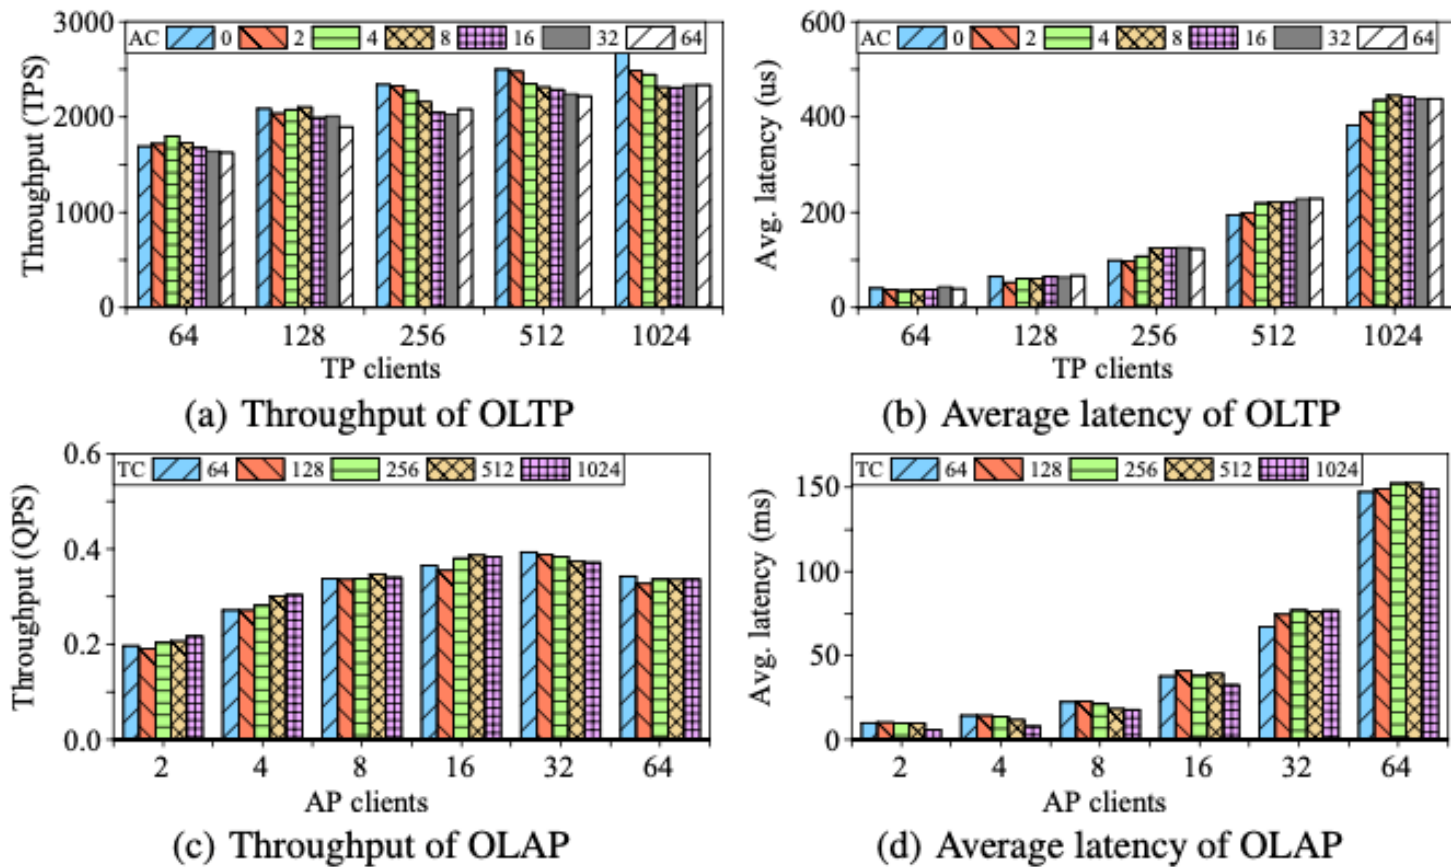 3000
AC 0 2 4 8 16 32 64
2000
1000
0
Throughput (TPS)
64 128 256 512 1024
TP clients
(a) Throughput of OLTP
600
AC 0 2 4 8 16 32 64
400
200
0
Avg. latency (us)
64 128 256 512 1024
TP clients
(b) Average latency of OLTP
0.6
TC 64 128 256 512 1024
0.4
0.2
0.0
Throughput (QPS)
2 4 8 16 32 64
AP clients
(c) Throughput of OLAP
TC 64 128 256 512 1024
150
100
50
0
Avg. latency (ms)
2 4 8 16 32 64
AP clients
(d) Average latency of OLAP